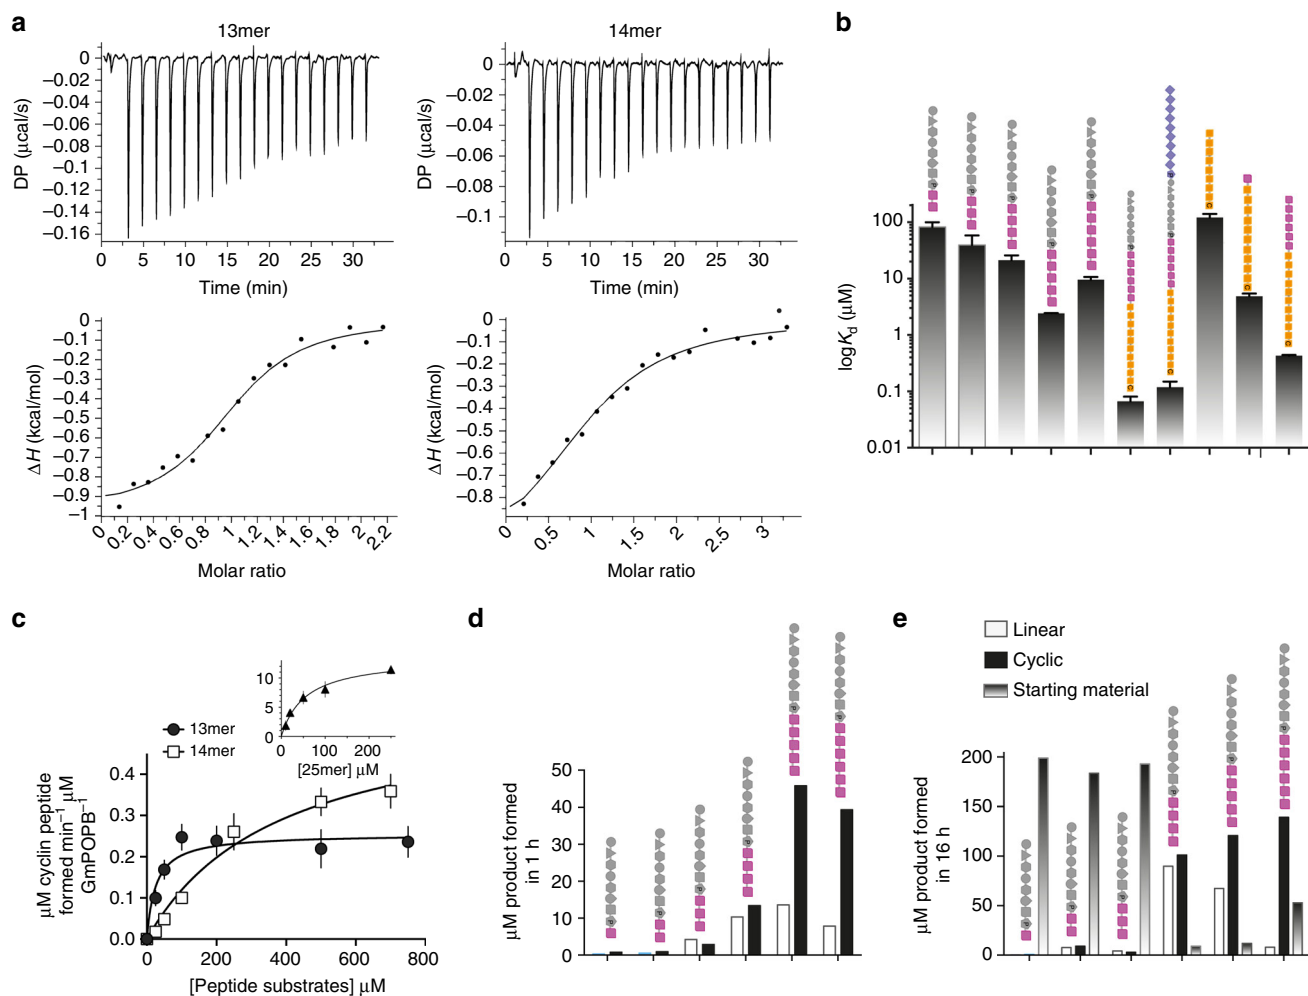 a
13mer
DP (μcal/s)
0
−0.02
−0.04
−0.06
−0.08
−0.1
−0.12
−0.14
−0.16
0 5 10 15 20 25 30
Time (min)
14mer
DP (μcal/s)
0
−0.02
−0.04
−0.06
−0.08
−0.1
0 5 10 15 20 25 30
Time (min)
ΔH (kcal/mol)
0
−0.1
−0.2
−0.3
−0.4
−0.5
−0.6
−0.7
−0.8
−0.9
−1
0 0.2 0.4 0.6 0.8 1 1.2 1.4 1.6 1.8 2 2.2
Molar ratio
ΔH (kcal/mol)
0
−0.1
−0.2
−0.3
−0.4
−0.5
−0.6
−0.7
−0.8
0 0.5 1 1.5 2 2.5 3
Molar ratio
b
logKd (μM)
100
10
1
0.1
0.01
c
13mer
14mer
10
5
0
0 100 200
[25mer] μM
μM cyclin peptide
formed min−1 μM
GmPOPB−1
0.4
0.3
0.2
0.1
0.0
0 200 400 600 800
[Peptide substrates] μM
d
μM product formed
in 1 h
50
40
30
20
10
0
e
Linear
Cyclic
Starting material
μM product formed
in 16 h
200
150
100
50
0